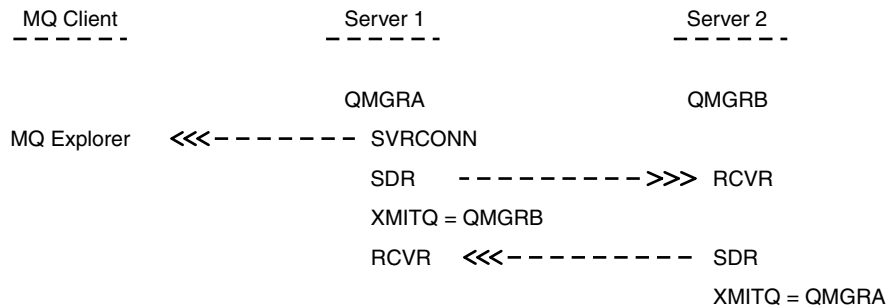 MQ Client Server 1 Server 2
QMGRA QMGRB
MQ Explorer SVRCONN
SDR RCVR
XMITQ = QMGRB
RCVR SDR
XMITQ = QMGRA